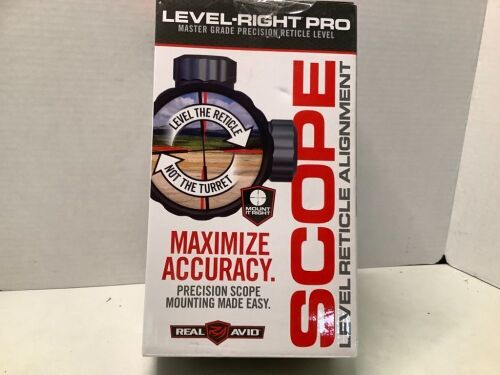 LEVEL-RIGHT PRO
MASTER GRADE PRECISION RETICLE LEVEL
LEVEL THE RETICLE
NOT THE TURRET
MOUNT
IT RIGHT
MAXIMIZE
ACCURACY.
PRECISION SCOPE
MOUNTING MADE EASY.
REAL AVID
SCOPE
LEVEL RETICLE ALIGNMENT